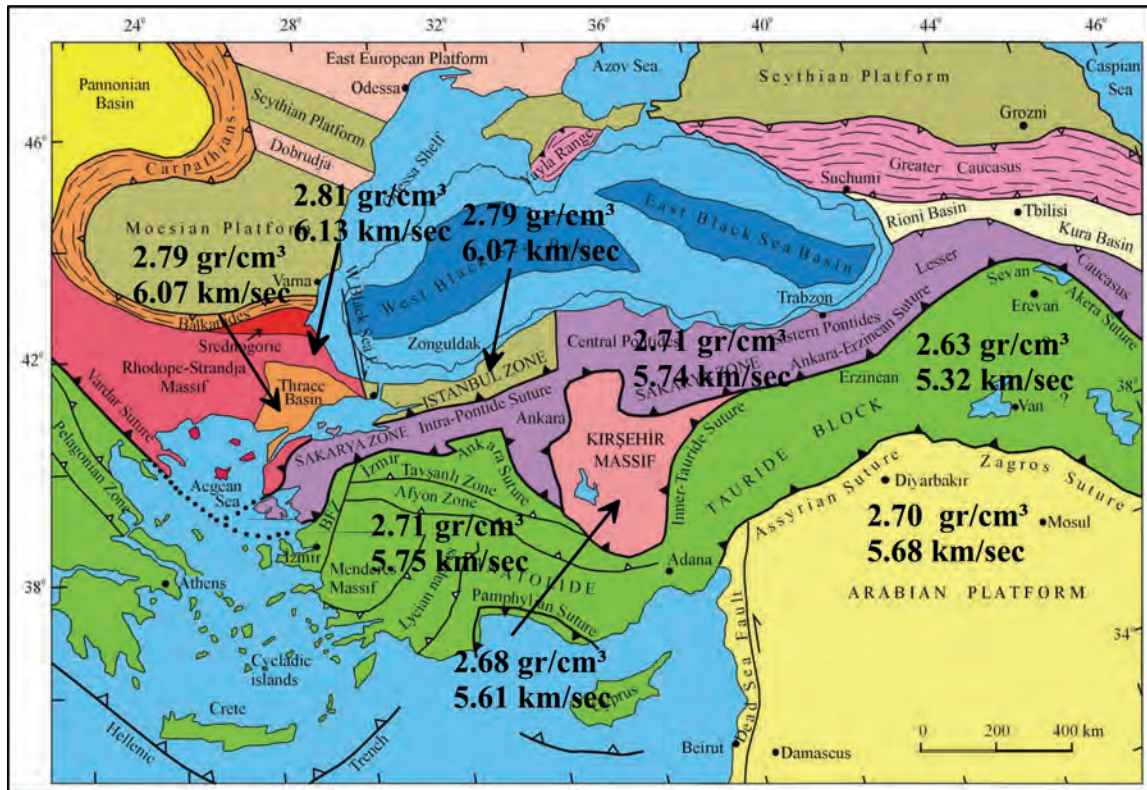 24°
28°
32°
36°
40°
44°
46°
Pannonian
Basin
East European Platform
Odessa
Azov Sea
Scythian Platform
Caspian
Sea
Grozni
46°
Scythian Platform
Dobrudja
Carpathians
Yayla Range
Greater Caucasus
Suchumi
Rioni Basin
Tbilisi
Kura Basin
Shelf
2.81 gr/cm³
6.13 km/sec
2.79 gr/cm³
6.07 km/sec
Moesian Platform
2.79 gr/cm³
6.07 km/sec
East Black Sea Basin
West Black
W Black Sea F
Varna
Balkanides
Srednogorie
Rhodope-Strandja
Massif
Thrace
Basin
Zonguldak
Trabzon
Lesser
Caucasus
Sevan
Akera Suture
Erevan
42°
Central Pontides
Eastern Pontides
2.71 gr/cm³
5.74 km/sec
SAKARYA ZONE
Ankara-Erzincan Suture
Erzincan
2.63 gr/cm³
5.32 km/sec
?
38°
Van
?
ISTANBUL ZONE
Intra-Pontide Suture
SAKARYA ZONE
Ankara
KIRŞEHİR
MASSIF
Vardar Suture
Pelagonian Zone
Aegean
Sea
İzmir
Ankara Suture
Tavşanlı Zone
Afyon Zone
BFZ
Inner-Tauride Suture
TAURIDE
BLOCK
Assyrian Suture
Zagros Suture
Diyarbakır
Mosul
2.70 gr/cm³
5.68 km/sec
2.71 gr/cm³
5.75 km/sec
İzmir
Menderes
Massif
Lycian
Pamphylian Suture
Adana
38°
Athens
ARABIAN PLATFORM
34°
2.68 gr/cm³
5.61 km/sec
Cycladic
islands
Crete
Hellenic
Trench
Dead Sea Fault
Beirut
Damascus
0 200 400 km